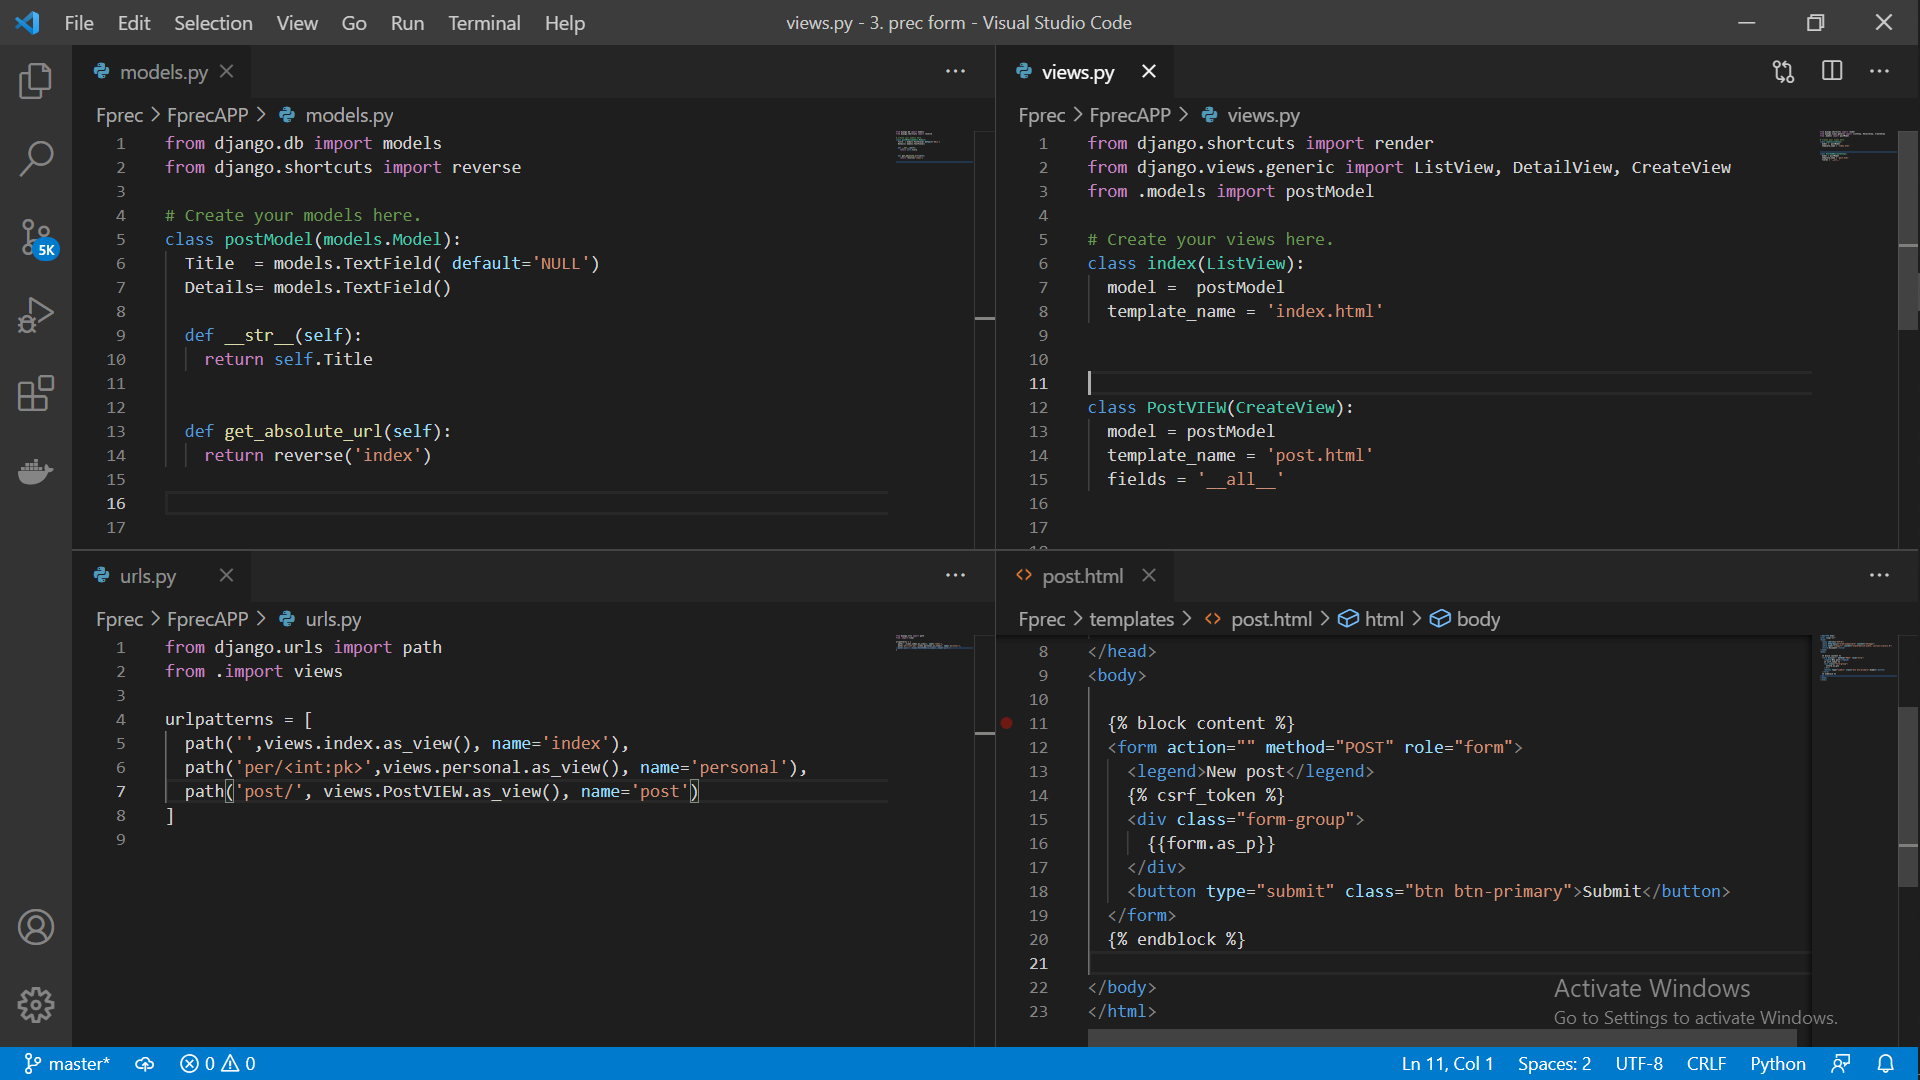 File Edit Selection View Go Run Terminal Help
views.py - 3. prec form - Visual Studio Code
5K
models.py
Fprec > FprecAPP > models.py
1 from django.db import models
2 from django.shortcuts import reverse
3
4 # Create your models here.
5 class postModel(models.Model):
6 Title  = models.TextField( default='NULL')
7 Details= models.TextField()
8
9 def __str__(self):
10 return self.Title
11
12
13 def get_absolute_url(self):
14 return reverse('index')
15
16
17
views.py
Fprec > FprecAPP > views.py
1 from django.shortcuts import render
2 from django.views.generic import ListView, DetailView, CreateView
3 from .models import postModel
4
5 # Create your views here.
6 class index(ListView):
7 model =  postModel
8 template_name = 'index.html'
9
10
11
12 class PostVIEW(CreateView):
13 model = postModel
14 template_name = 'post.html'
15 fields = '__all__'
16
17
18
urls.py
Fprec > FprecAPP > urls.py
1 from django.urls import path
2 from .import views
3
4 urlpatterns = [
5 path('',views.index.as_view(), name='index'),
6 path('per/<int:pk>',views.personal.as_view(), name='personal'),
7 path('post/', views.PostVIEW.as_view(), name='post')
8 ]
9
post.html
Fprec > templates > post.html > html > body
8 </head>
9 <body>
10
11 {% block content %}
12 <form action="" method="POST" role="form">
13 <legend>New post</legend>
14 {% csrf_token %}
15 <div class="form-group">
16 {{form.as_p}}
17 </div>
18 <button type="submit" class="btn btn-primary">Submit</button>
19 </form>
20 {% endblock %}
21
22 </body>
23 </html>
Activate Windows
Go to Settings to activate Windows.
master* 0 0
Ln 11, Col 1 Spaces: 2 UTF-8 CRLF Python